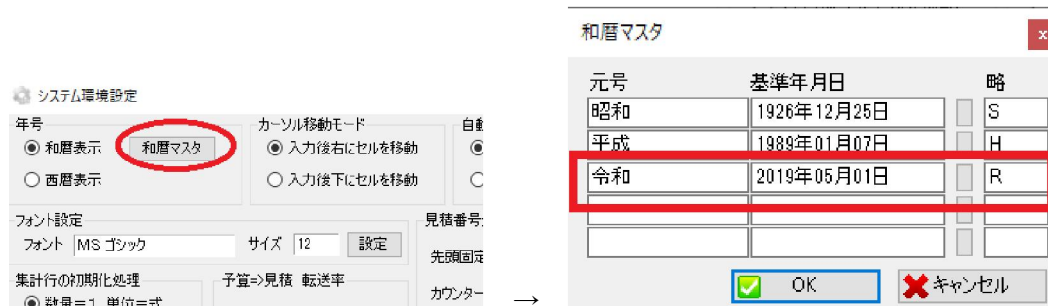 システム環境設定
年号
和暦表示 和暦マスタ
西暦表示
カーソル移動モード
入力後右にセルを移動
入力後下にセルを移動
自動
フォント設定
フォント MS ゴシック サイズ 12 設定
見積番号
先頭固定
カウンター
集計行の初期化処理
数量=1 単位=式
予算=>見積 転送率
→
和暦マスタ
x
元号 基準年月日 略
昭和 1926年12月25日 S
平成 1989年01月07日 H
令和 2019年05月01日 R
OK キャンセル